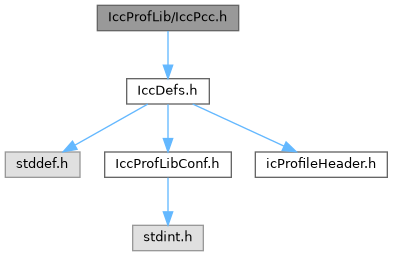 IccProfLib/IccPcc.h
IccDefs.h
stddef.h
IccProfLibConf.h
icProfileHeader.h
stdint.h